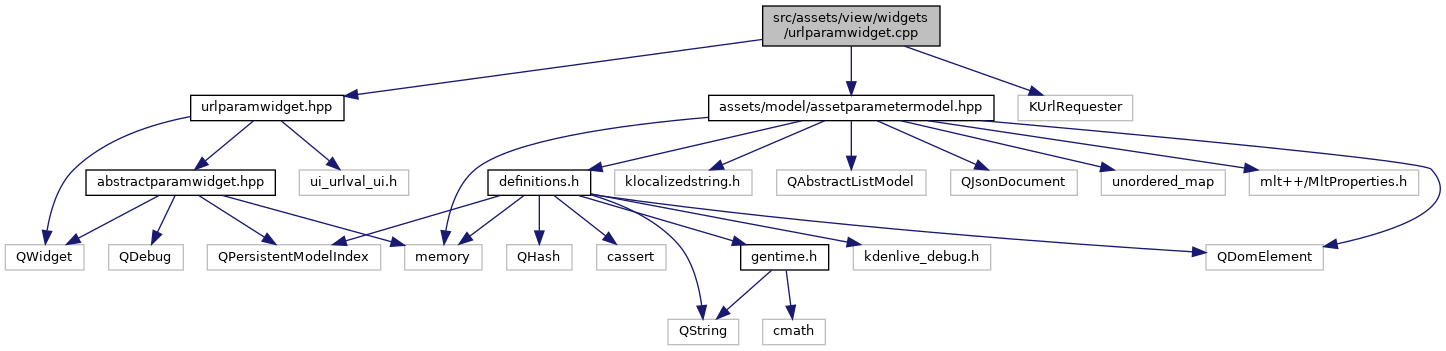 src/assets/view/widgets
/urlparamwidget.cpp
urlparamwidget.hpp
assets/model/assetparametermodel.hpp
KUrlRequester
abstractparamwidget.hpp
ui_urlval_ui.h
definitions.h
klocalizedstring.h
QAbstractListModel
QJsonDocument
unordered_map
mlt++/MltProperties.h
QWidget
QDebug
QPersistentModelIndex
memory
QHash
cassert
gentime.h
kdenlive_debug.h
QDomElement
QString
cmath